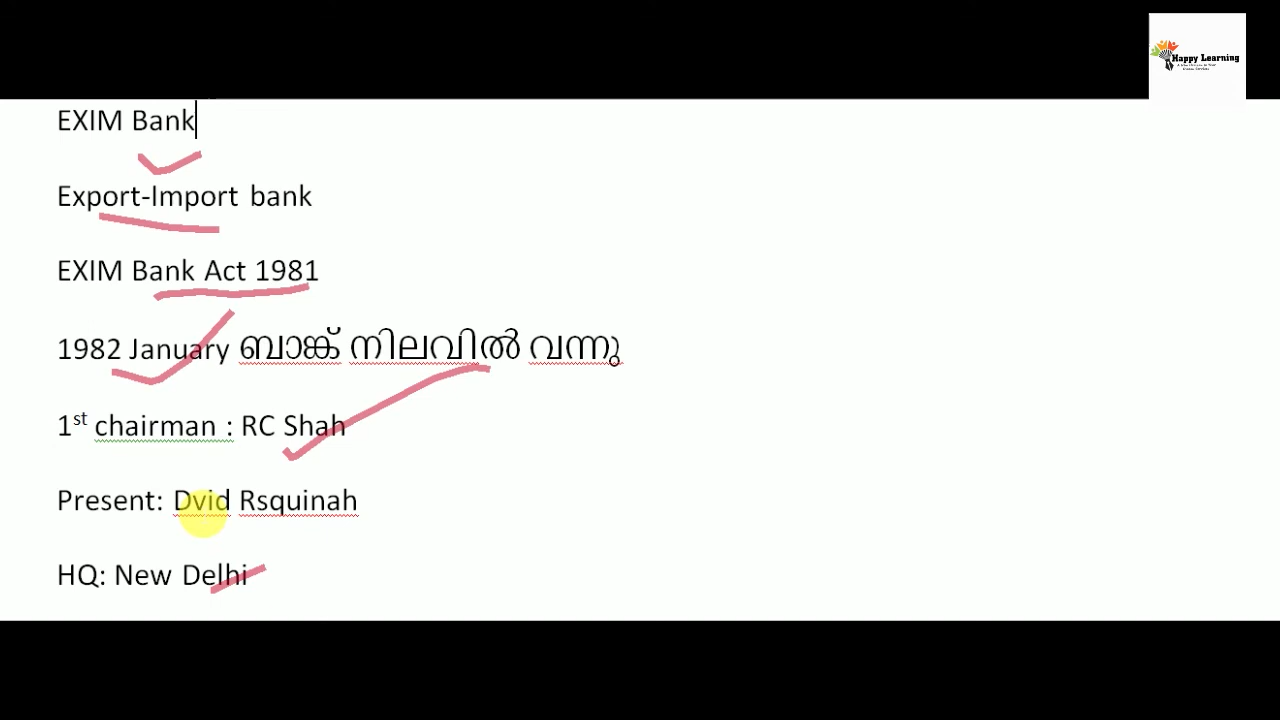 Happy Learning
EXIM Bank
Export-Import bank
EXIM Bank Act 1981
1982 January ബാങ്ക് നിലവിൽ വന്നു
1st chairman : RC Shah
Present: Dvid Rsquinah
HQ: New Delhi